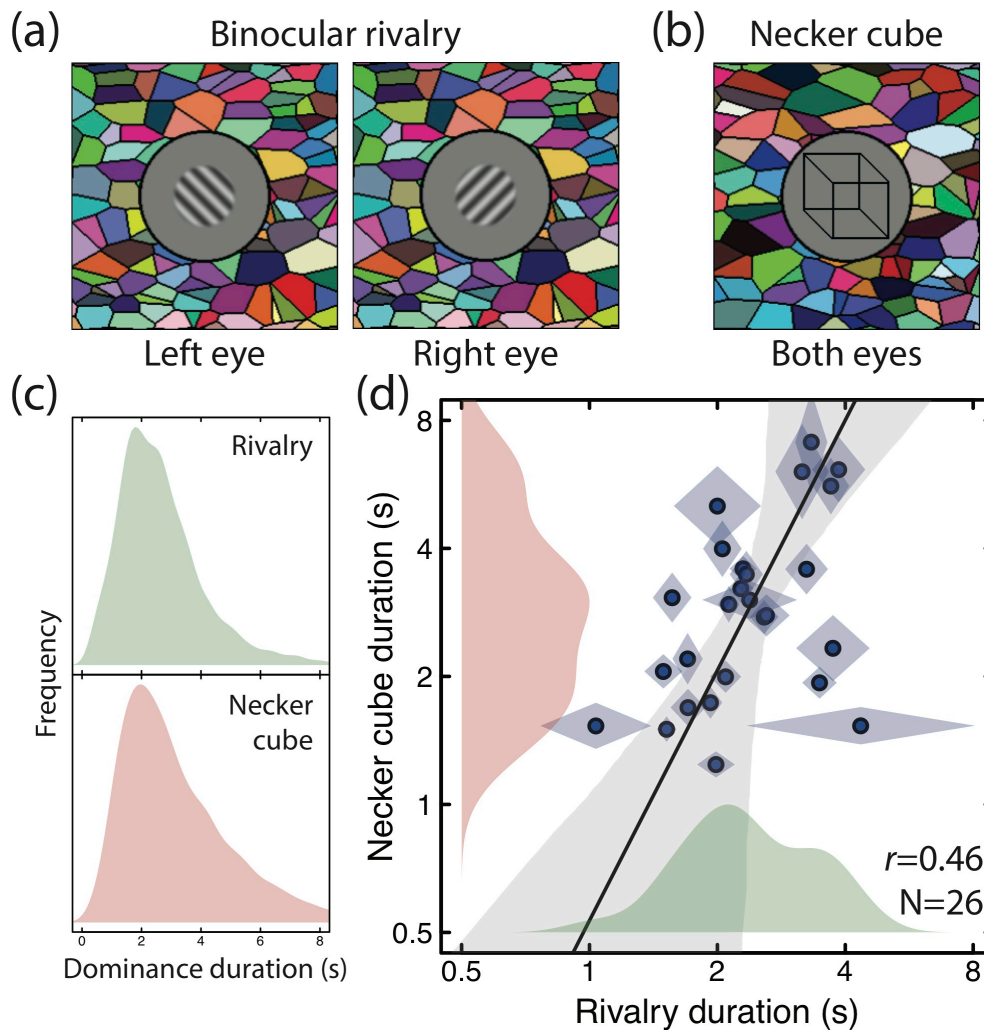 (a)
Binocular rivalry
(b)
Necker cube
Left eye
Right eye
Both eyes
(c)
Rivalry
Necker
cube
Frequency
0 2 4 6 8
Dominance duration (s)
(d)
8
4
2
1
0.5
Necker cube duration (s)
r=0.46
N=26
0.5 1 2 4 8
Rivalry duration (s)